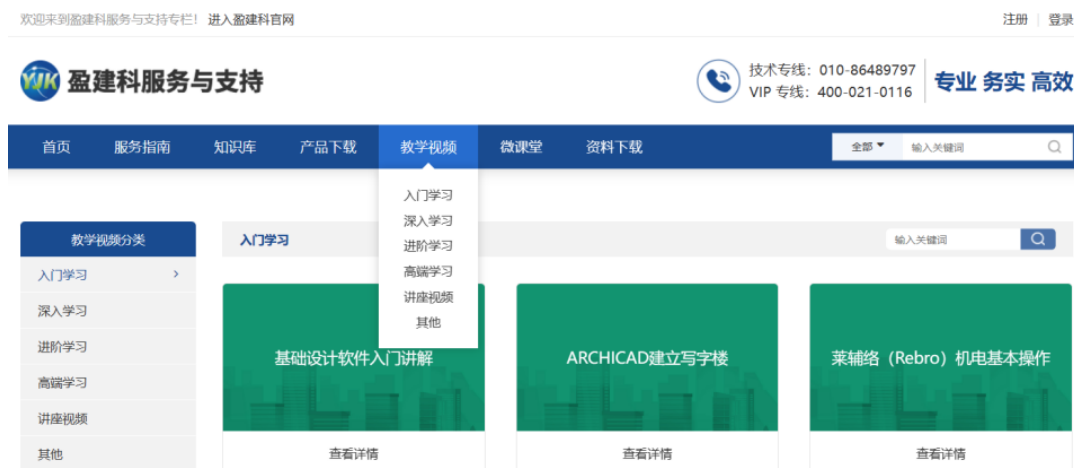 欢迎来到盈建科服务与支持专栏！ 进入盈建科官网
注册 | 登录
YJK 盈建科服务与支持
技术专线：010-86489797
VIP 专线：400-021-0116
专业 务实 高效
首页 服务指南 知识库 产品下载 教学视频 微课堂 资料下载 全部 输入关键词
入门学习
深入学习
进阶学习
高端学习
讲座视频
其他
教学视频分类
入门学习 >
深入学习
进阶学习
高端学习
讲座视频
其他
入门学习 输入关键词
基础设计软件入门讲解
查看详情
ARCHICAD建立写字楼
查看详情
莱辅络（Rebro）机电基本操作
查看详情